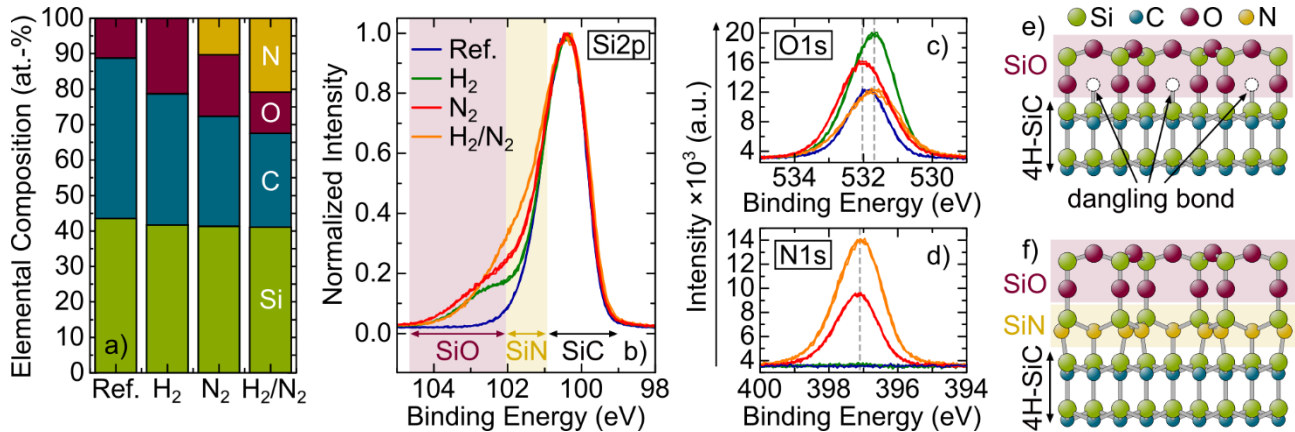 Elemental Composition (at.-%)
100
90
80
70
60
50
40
30
20
10
0
N
O
C
Si
a)
Ref.
H₂
N₂
H₂/N₂
Normalized Intensity
1.0
0.8
0.6
0.4
0.2
0.0
Si2p
Ref.
H₂
N₂
H₂/N₂
SiO
SiN
SiC
b)
104
102
100
98
Binding Energy (eV)
Intensity ×10³ (a.u.)
O1s
c)
20
16
12
8
4
534
532
530
Binding Energy (eV)
N1s
d)
14
12
10
8
6
4
400
398
396
394
Binding Energy (eV)
Si
C
O
N
e)
SiO
4H-SiC
dangling bond
f)
SiO
SiN
4H-SiC